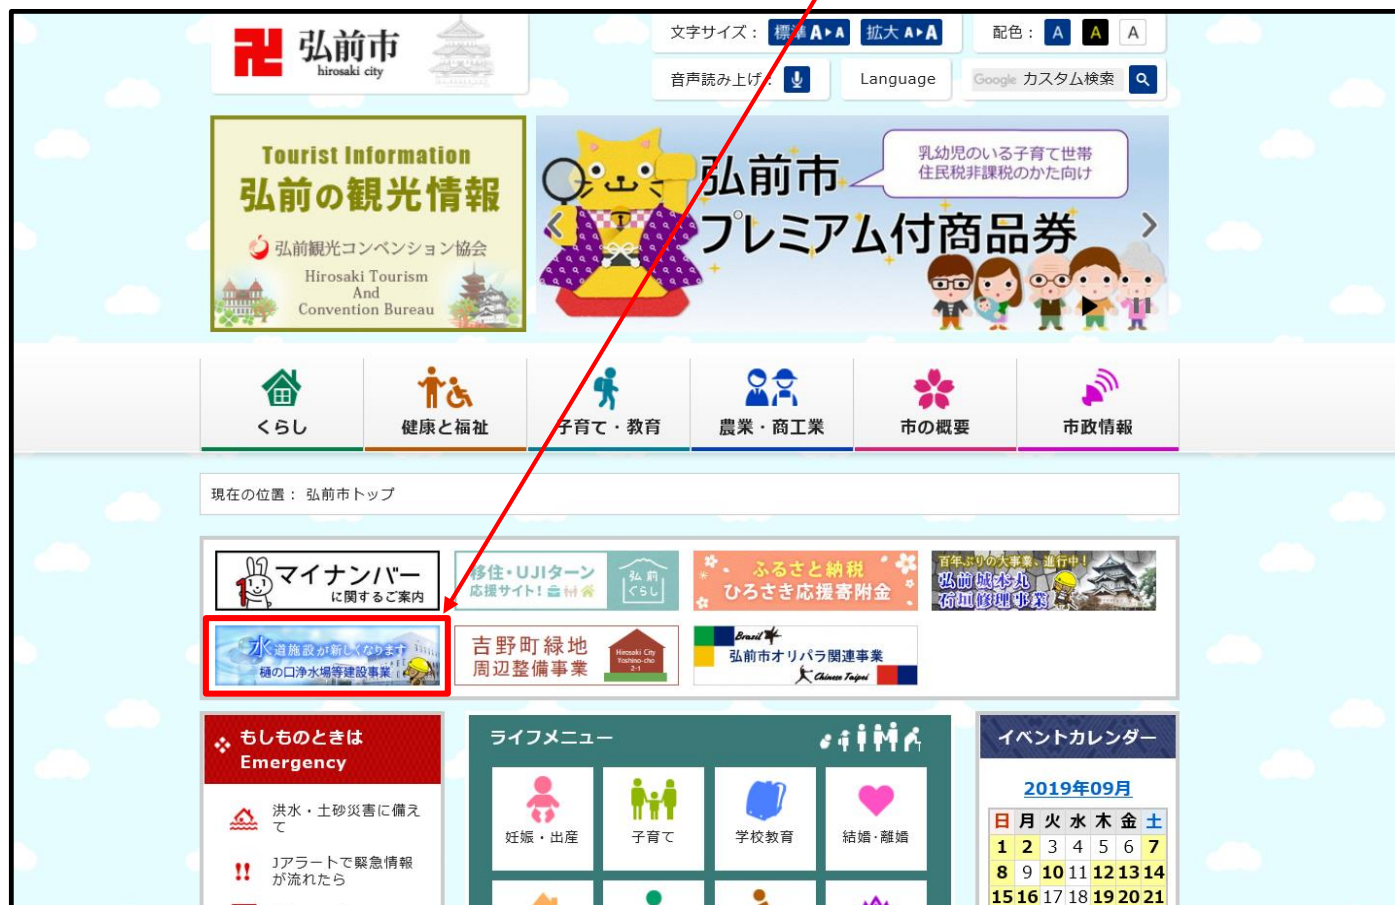 弘前市
hirosaki city
文字サイズ： 標準 A▸A 拡大 A▸A
配色： A A A
音声読み上げ：
Language
Google カスタム検索
Tourist Information
弘前の観光情報
弘前観光コンベンション協会
Hirosaki Tourism
And
Convention Bureau
弘前市
プレミアム付商品券
乳幼児のいる子育て世帯
住民税非課税のかた向け
くらし
健康と福祉
子育て・教育
農業・商工業
市の概要
市政情報
現在の位置： 弘前市トップ
マイナンバー
に関するご案内
移住・UJIターン
応援サイト!
弘前
ぐらし
ふるさと納税
ひろさき応援寄附金
百年ぶりの大事業、進行中!
弘前城本丸
石垣修理事業
水道施設が新しくなります
樋の口浄水場等建設事業
吉野町緑地
周辺整備事業
Hirosaki City
Yoshino-cho
2-1
Brazil
弘前市オリパラ関連事業
Chinese Taipei
もしものときは
Emergency
洪水・土砂災害に備え
て
Jアラートで緊急情報
が流れたら
ライフメニュー
妊娠・出産
子育て
学校教育
結婚・離婚
イベントカレンダー
2019年09月
日 月 火 水 木 金 土
1 2 3 4 5 6 7
8 9 10 11 12 13 14
15 16 17 18 19 20 21